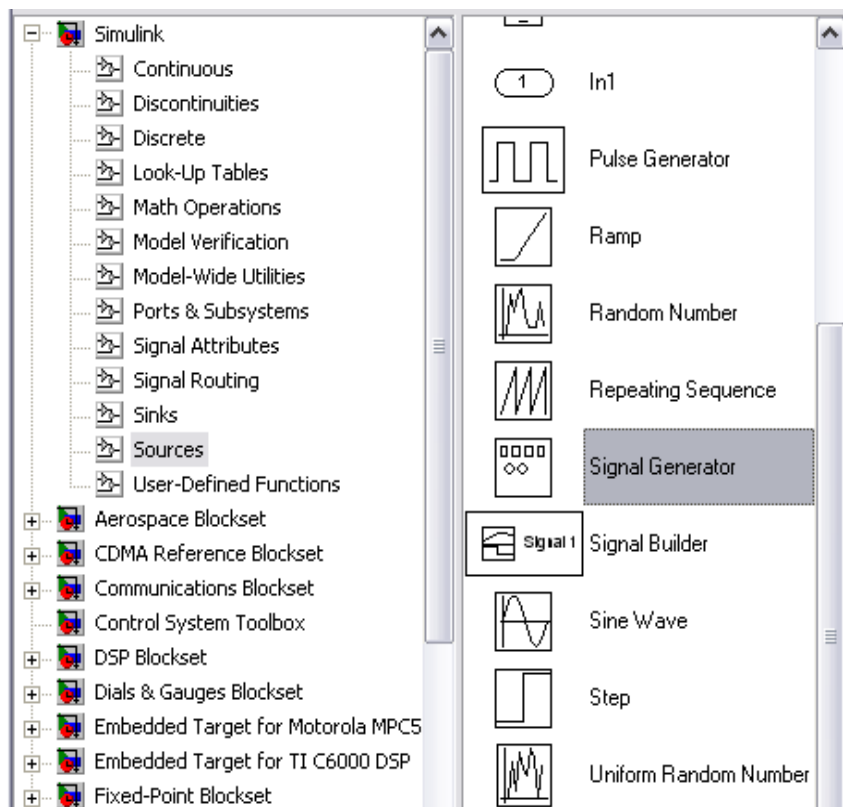 Simulink
Continuous
Discontinuities
Discrete
Look-Up Tables
Math Operations
Model Verification
Model-Wide Utilities
Ports & Subsystems
Signal Attributes
Signal Routing
Sinks
Sources
User-Defined Functions
Aerospace Blockset
CDMA Reference Blockset
Communications Blockset
Control System Toolbox
DSP Blockset
Dials & Gauges Blockset
Embedded Target for Motorola MPC5
Embedded Target for TI C6000 DSP
Fixed-Point Blockset
1 In1
Pulse Generator
Ramp
Random Number
Repeating Sequence
Signal Generator
Signal 1 Signal Builder
Sine Wave
Step
Uniform Random Number